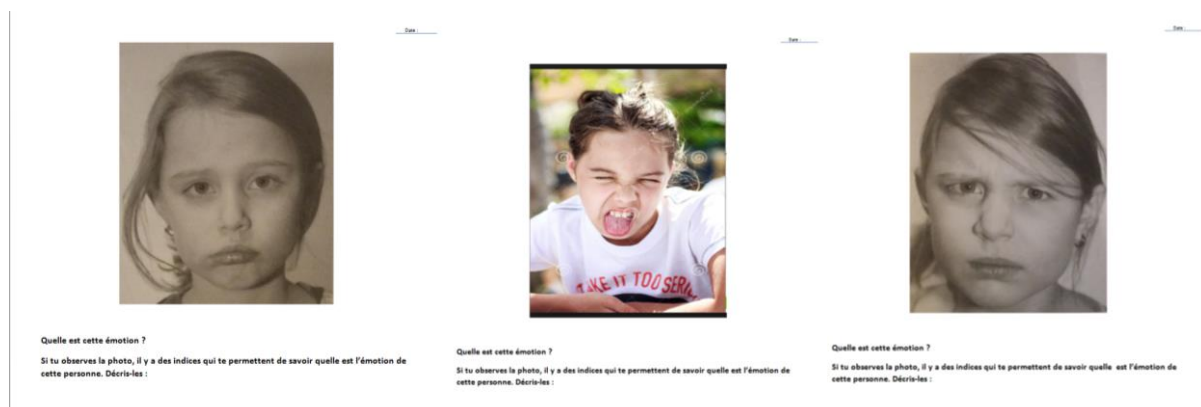 Date :
Quelle est cette émotion ?
Si tu observes la photo, il y a des indices qui te permettent de savoir quelle est l'émotion de
cette personne. Décris-les :
Date :
KE IT TOO SERI
Quelle est cette émotion ?
Si tu observes la photo, il y a des indices qui te permettent de savoir quelle est l'émotion de
cette personne. Décris-les :
Date :
Quelle est cette émotion ?
Si tu observes la photo, il y a des indices qui te permettent de savoir quelle est l'émotion de
cette personne. Décris-les :